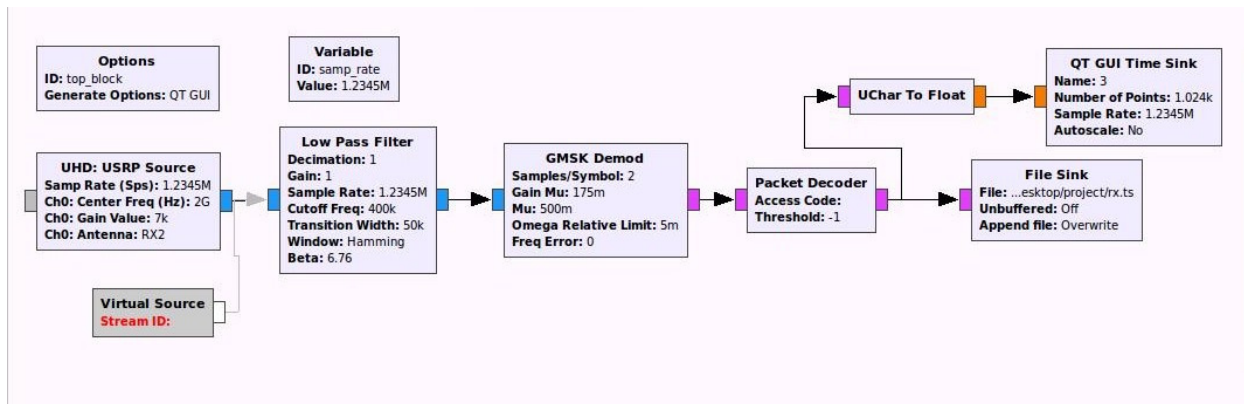 Options
ID: top_block
Generate Options: QT GUI
Variable
ID: samp_rate
Value: 1.2345M
UHD: USRP Source
Samp Rate (Sps): 1.2345M
Ch0: Center Freq (Hz): 2G
Ch0: Gain Value: 7k
Ch0: Antenna: RX2
Virtual Source
Stream ID:
Low Pass Filter
Decimation: 1
Gain: 1
Sample Rate: 1.2345M
Cutoff Freq: 400k
Transition Width: 50k
Window: Hamming
Beta: 6.76
GMSK Demod
Samples/Symbol: 2
Gain Mu: 175m
Mu: 500m
Omega Relative Limit: 5m
Freq Error: 0
Packet Decoder
Access Code:
Threshold: -1
UChar To Float
QT GUI Time Sink
Name: 3
Number of Points: 1.024k
Sample Rate: 1.2345M
Autoscale: No
File Sink
File: ...esktop/project/rx.ts
Unbuffered: Off
Append file: Overwrite